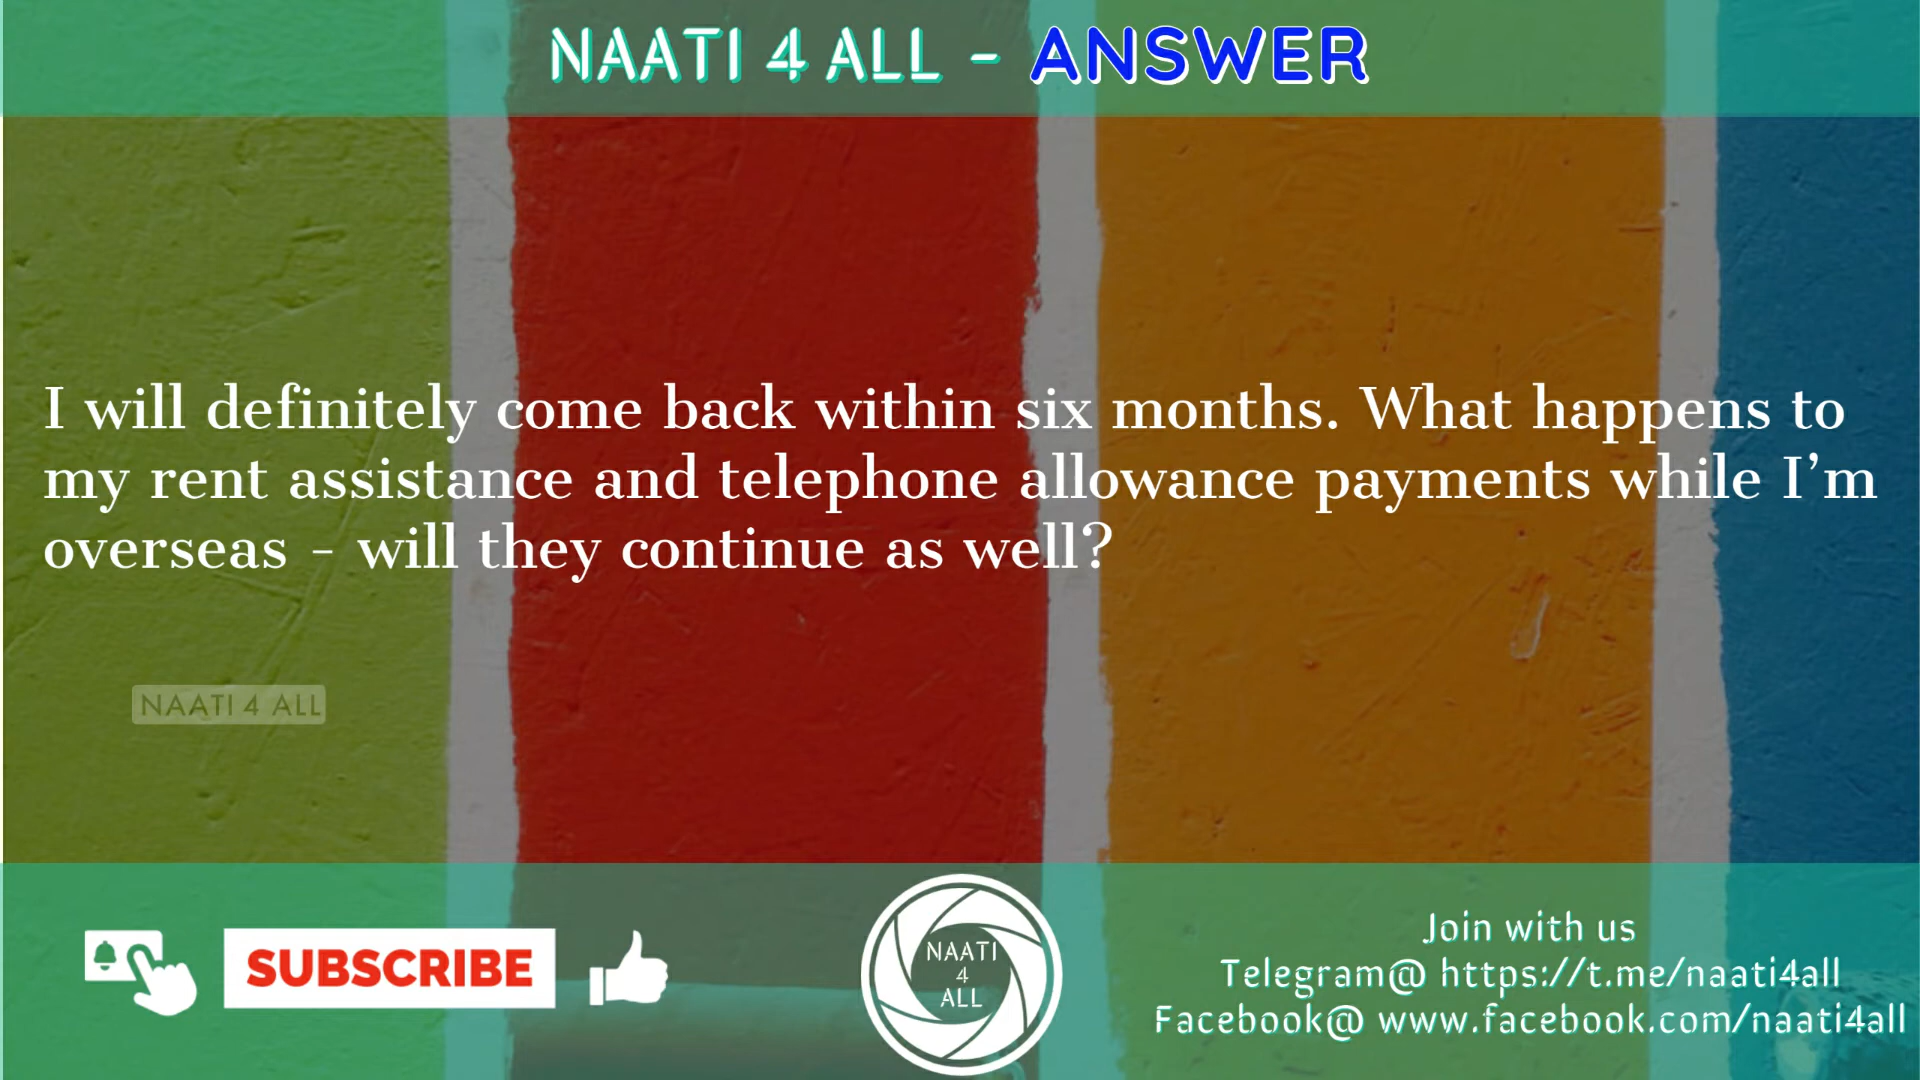 NAATI 4 ALL - ANSWER
I will definitely come back within six months. What happens to
my rent assistance and telephone allowance payments while I’m
overseas - will they continue as well?
NAATI 4 ALL
SUBSCRIBE
NAATI
4
ALL
Join with us
Telegram@ https://t.me/naati4all
Facebook@ www.facebook.com/naati4all